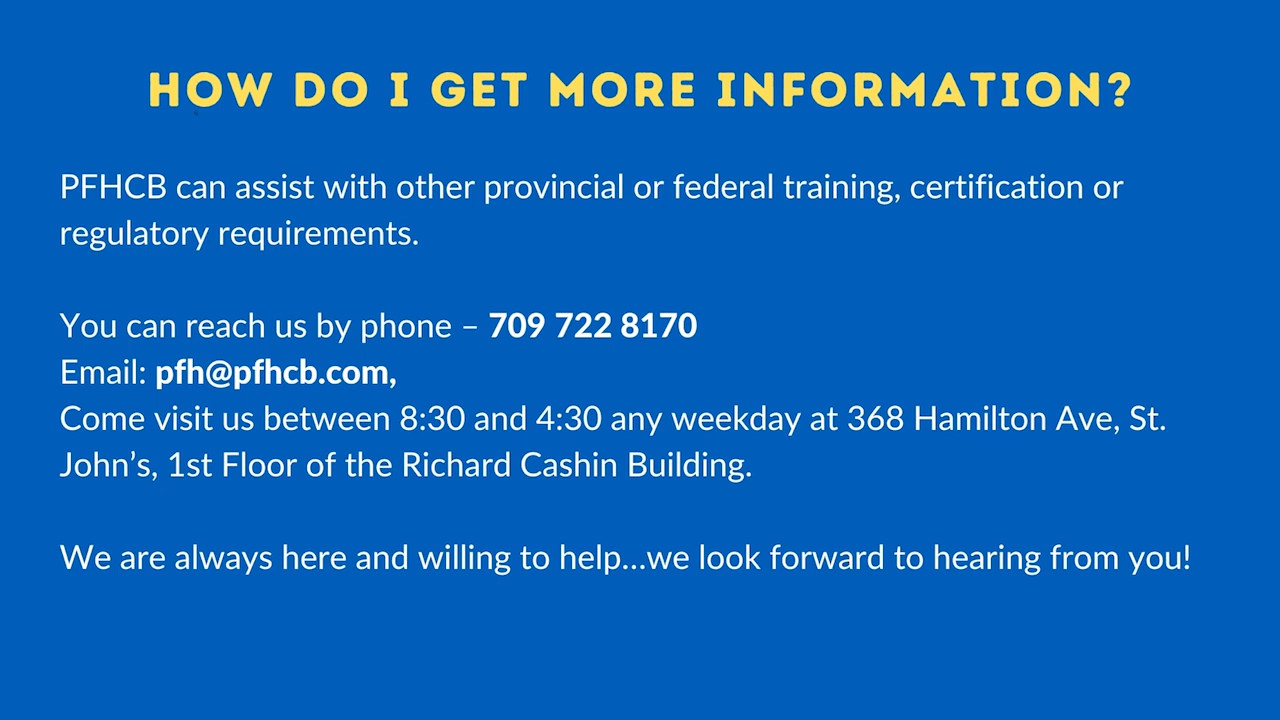 HOW DO I GET MORE INFORMATION?
PFHCB can assist with other provincial or federal training, certification or
regulatory requirements.
You can reach us by phone – 709 722 8170
Email: pfh@pfhcb.com,
Come visit us between 8:30 and 4:30 any weekday at 368 Hamilton Ave, St.
John’s, 1st Floor of the Richard Cashin Building.
We are always here and willing to help...we look forward to hearing from you!